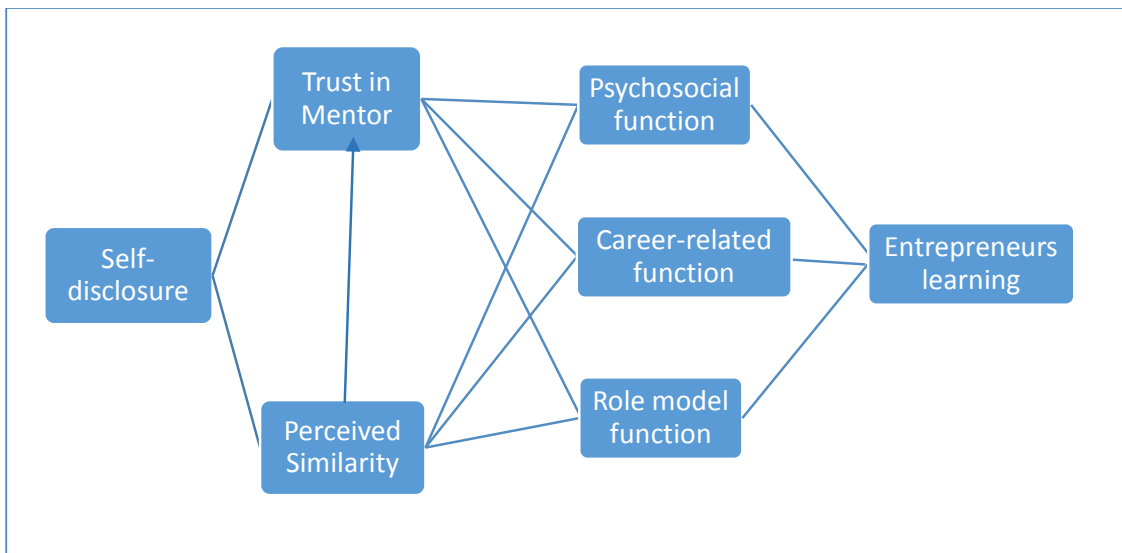 Trust in
Mentor
Psychosocial
function
Self-
disclosure
Career-related
function
Entrepreneurs
learning
Perceived
Similarity
Role model
function